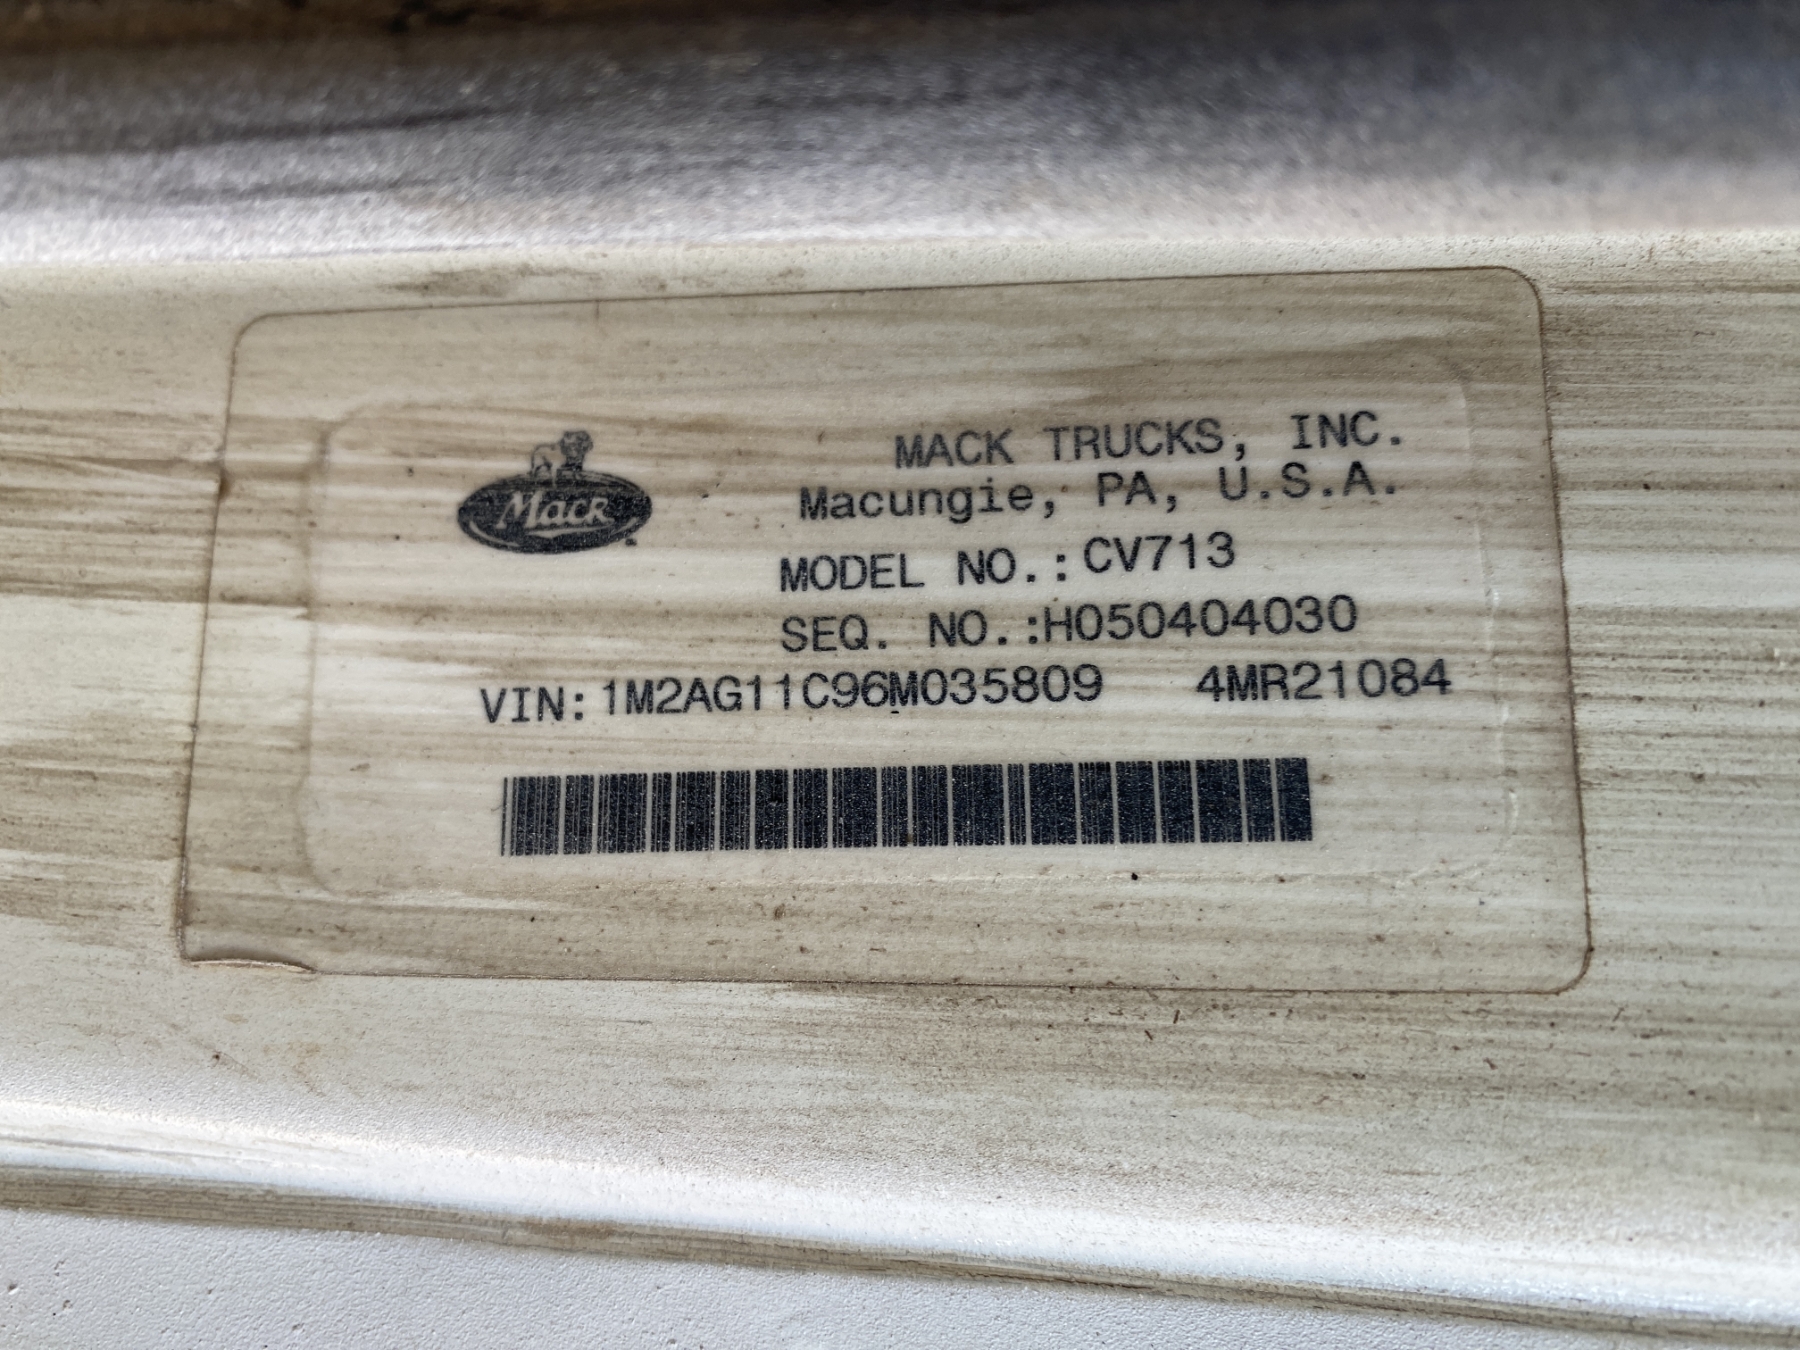 Mack
MACK TRUCKS, INC.
Macungie, PA, U.S.A.
MODEL NO.: CV713
SEQ. NO.:H050404030
VIN: 1M2AG11C96M035809 4MR21084